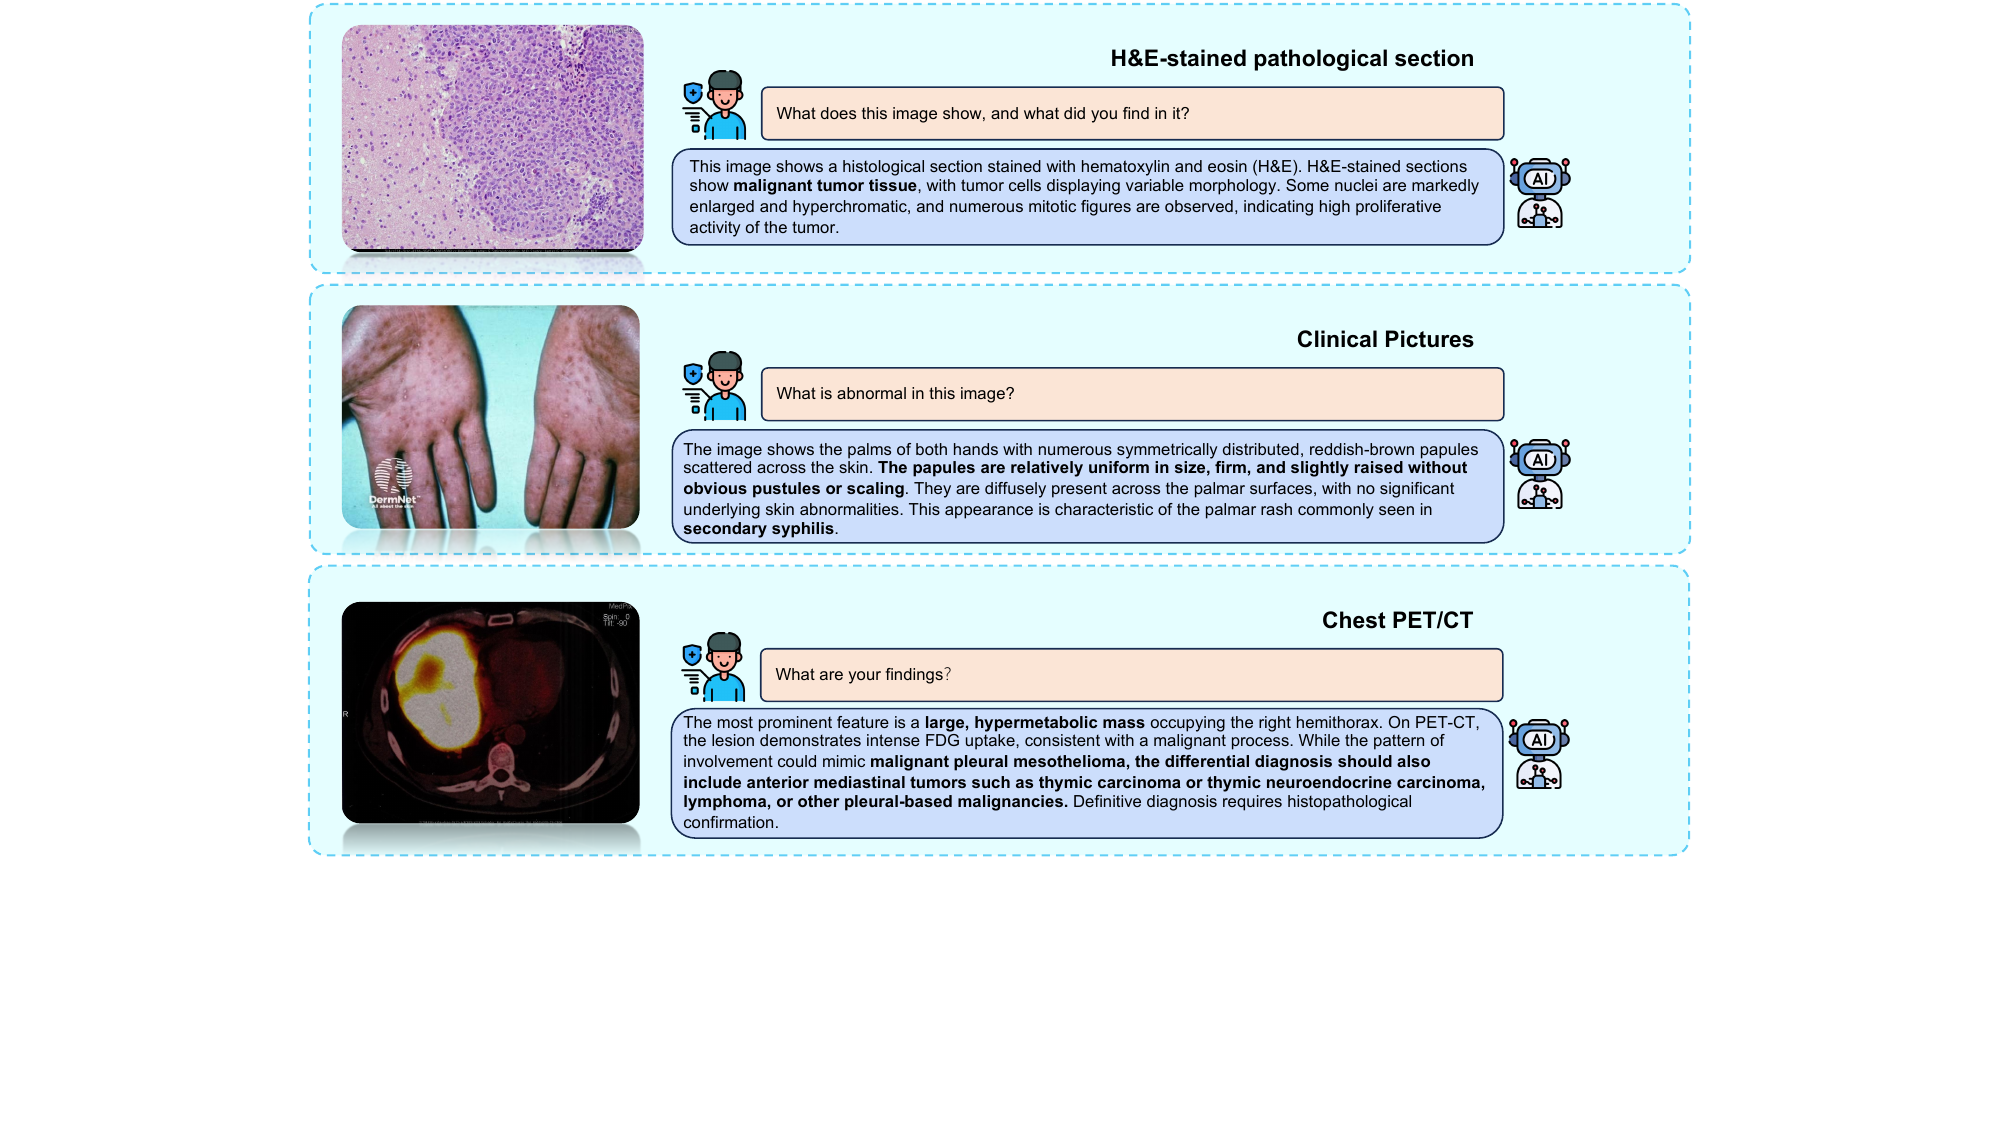 H&E-stained pathological section
What does this image show, and what did you find in it?
This image shows a histological section stained with hematoxylin and eosin (H&E). H&E-stained sections
show malignant tumor tissue, with tumor cells displaying variable morphology. Some nuclei are markedly
enlarged and hyperchromatic, and numerous mitotic figures are observed, indicating high proliferative
activity of the tumor.
AI
Clinical Pictures
What is abnormal in this image?
DermNet™
All about the skin
The image shows the palms of both hands with numerous symmetrically distributed, reddish-brown papules
scattered across the skin. The papules are relatively uniform in size, firm, and slightly raised without
obvious pustules or scaling. They are diffusely present across the palmar surfaces, with no significant
underlying skin abnormalities. This appearance is characteristic of the palmar rash commonly seen in
secondary syphilis.
AI
Chest PET/CT
Spin: 0
Tilt: -90
R
What are your findings?
The most prominent feature is a large, hypermetabolic mass occupying the right hemithorax. On PET-CT,
the lesion demonstrates intense FDG uptake, consistent with a malignant process. While the pattern of
involvement could mimic malignant pleural mesothelioma, the differential diagnosis should also
include anterior mediastinal tumors such as thymic carcinoma or thymic neuroendocrine carcinoma,
lymphoma, or other pleural-based malignancies. Definitive diagnosis requires histopathological
confirmation.
AI